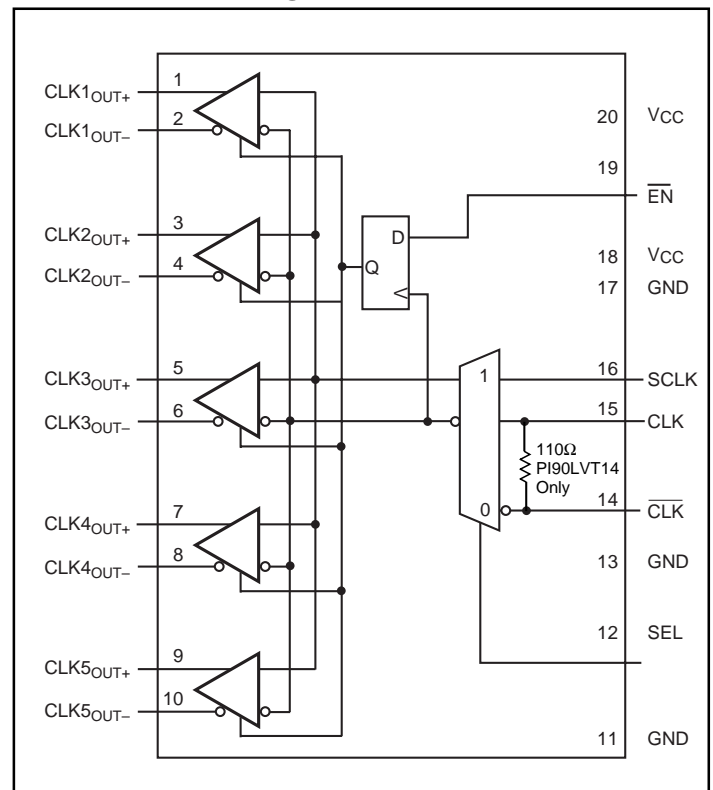 CLK1OUT+ 1
CLK1OUT– 2
CLK2OUT+ 3
CLK2OUT– 4
CLK3OUT+ 5
CLK3OUT– 6
CLK4OUT+ 7
CLK4OUT– 8
CLK5OUT+ 9
CLK5OUT– 10
D
Q
1
0
110Ω
PI90LVT14
Only
20 VCC
19 EN
18 VCC
17 GND
16 SCLK
15 CLK
14 CLK
13 GND
12 SEL
11 GND